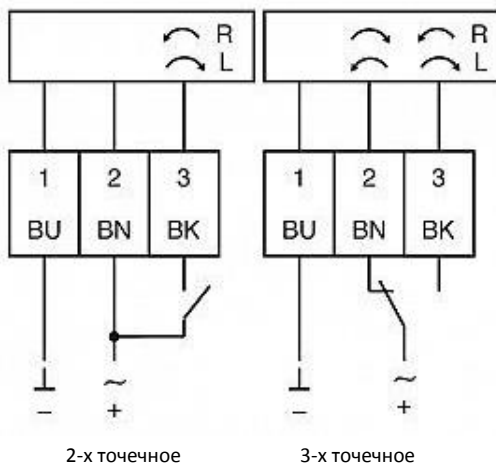 R R
L L
1 2 3 1 2 3
BU BN BK BU BN BK
~ ~
– + – +
2-х точечное 3-х точечное